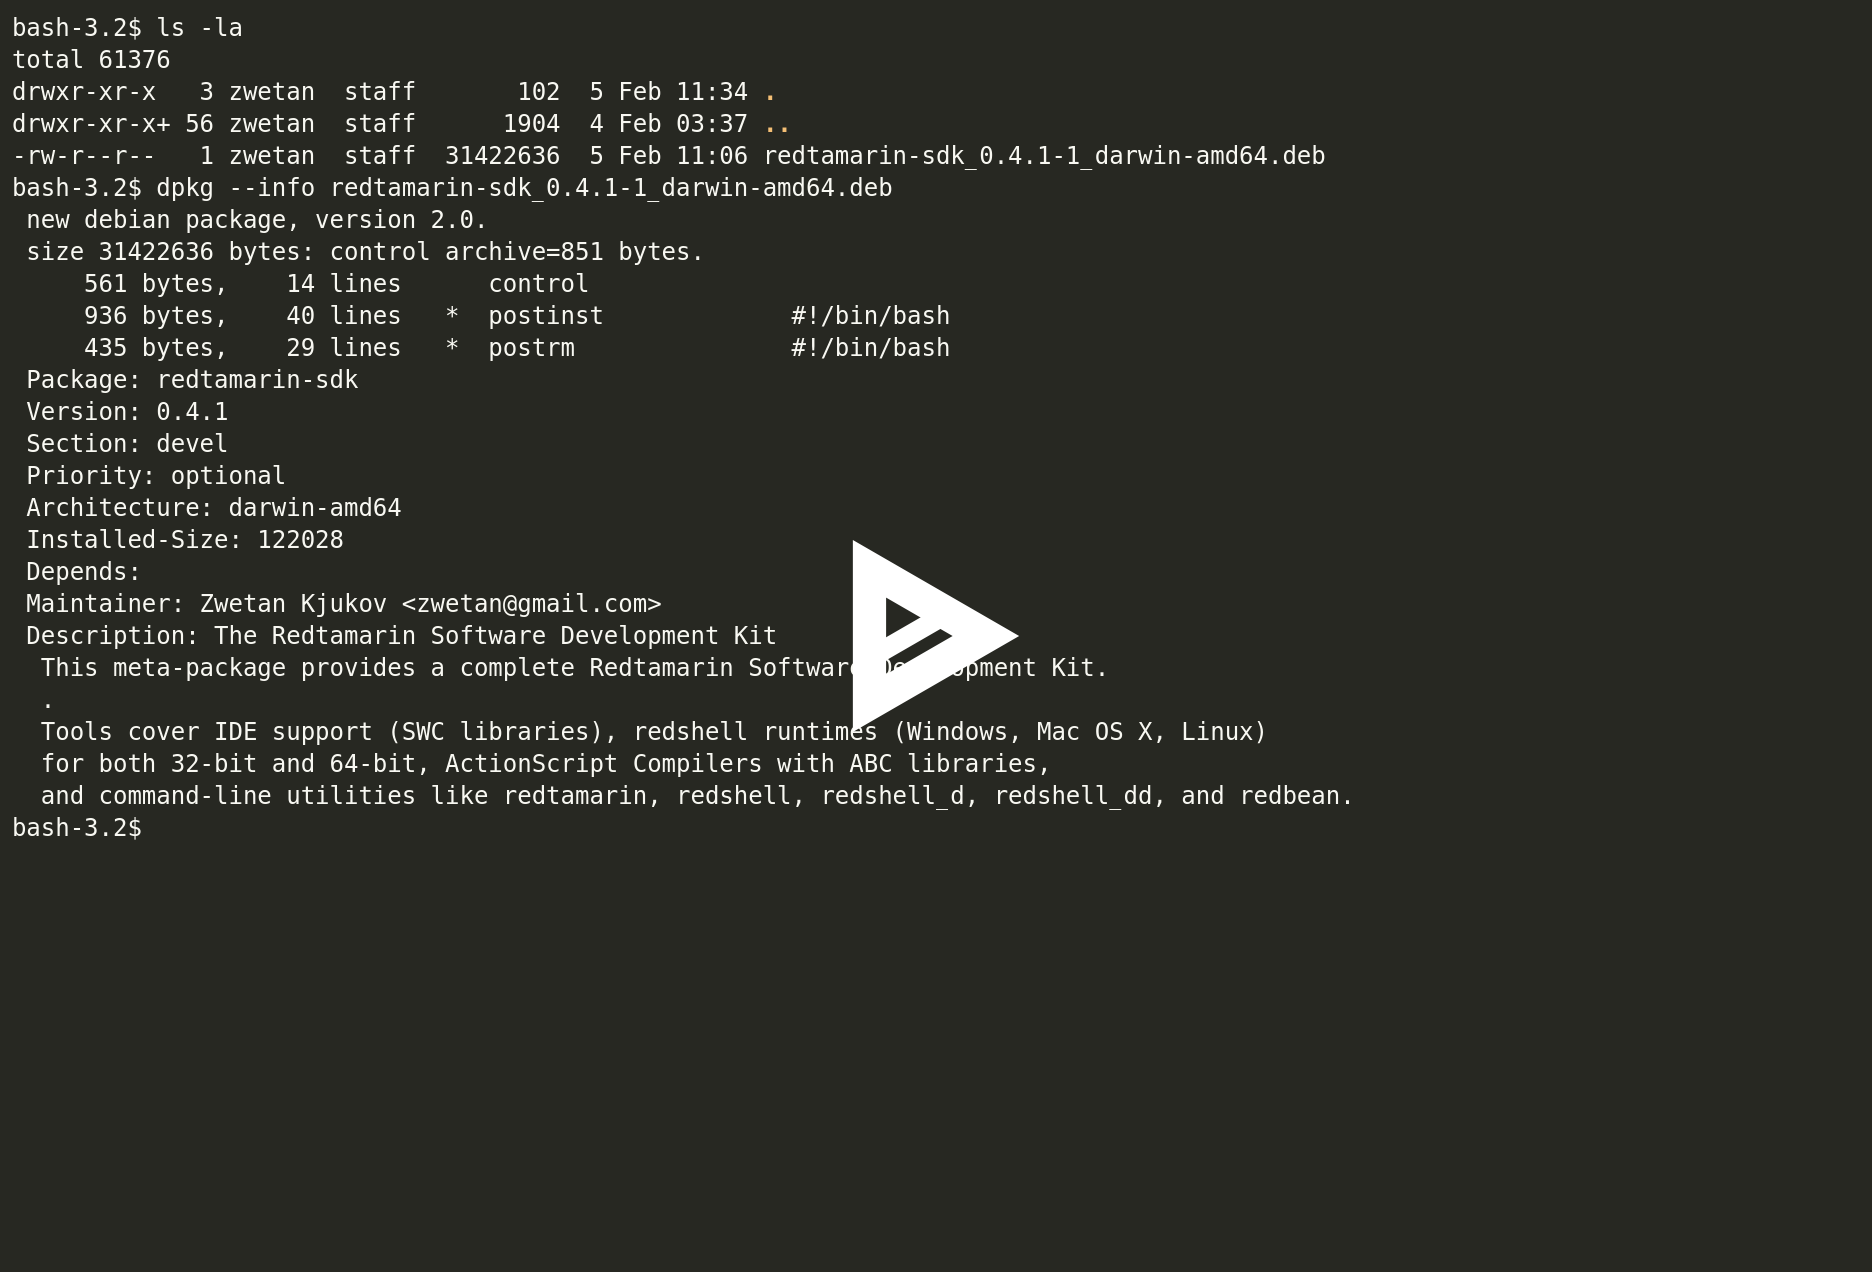 bash-3.2$ ls -la
total 61376
drwxr-xr-x   3 zwetan  staff       102  5 Feb 11:34 .
drwxr-xr-x+ 56 zwetan  staff      1904  4 Feb 03:37 ..
-rw-r--r--   1 zwetan  staff  31422636  5 Feb 11:06 redtamarin-sdk_0.4.1-1_darwin-amd64.deb
bash-3.2$ dpkg --info redtamarin-sdk_0.4.1-1_darwin-amd64.deb
 new debian package, version 2.0.
 size 31422636 bytes: control archive=851 bytes.
     561 bytes,    14 lines      control
     936 bytes,    40 lines   *  postinst             #!/bin/bash
     435 bytes,    29 lines   *  postrm               #!/bin/bash
 Package: redtamarin-sdk
 Version: 0.4.1
 Section: devel
 Priority: optional
 Architecture: darwin-amd64
 Installed-Size: 122028
 Depends:
 Maintainer: Zwetan Kjukov <zwetan@gmail.com>
 Description: The Redtamarin Software Development Kit
  This meta-package provides a complete Redtamarin Software Development Kit.
  .
  Tools cover IDE support (SWC libraries), redshell runtimes (Windows, Mac OS X, Linux)
  for both 32-bit and 64-bit, ActionScript Compilers with ABC libraries,
  and command-line utilities like redtamarin, redshell, redshell_d, redshell_dd, and redbean.
bash-3.2$